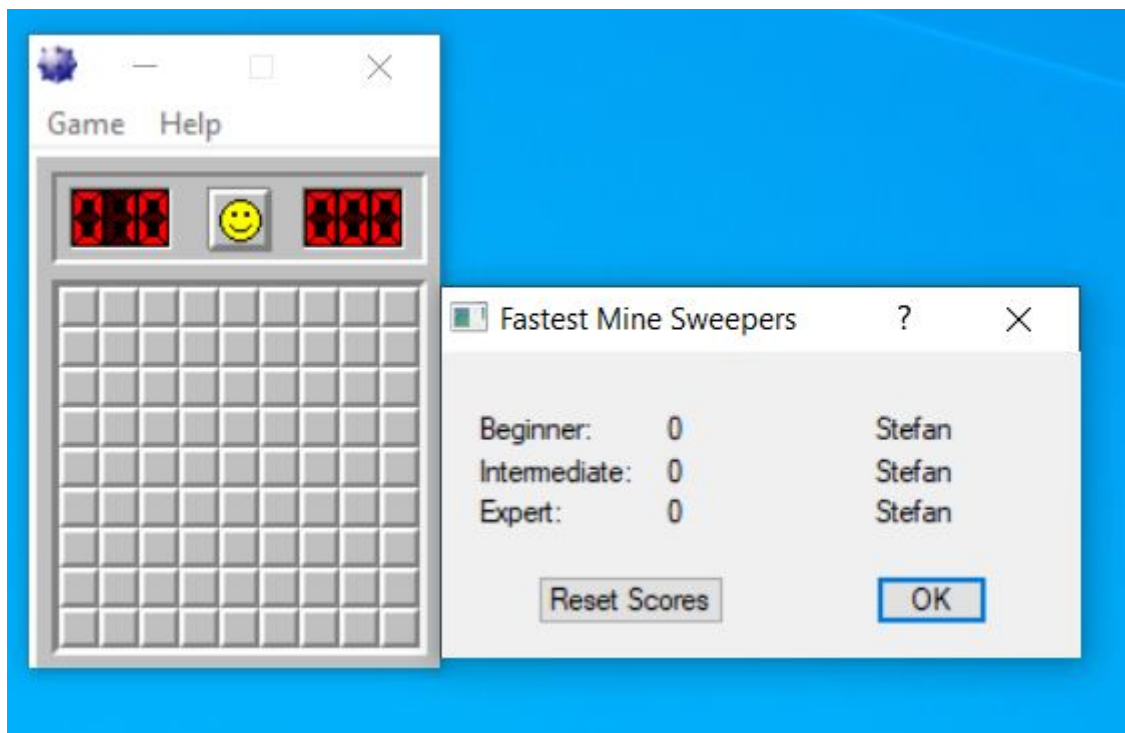 Game Help
010 000
Fastest Mine Sweepers ?
Beginner: 0 Stefan
Intermediate: 0 Stefan
Expert: 0 Stefan
Reset Scores OK